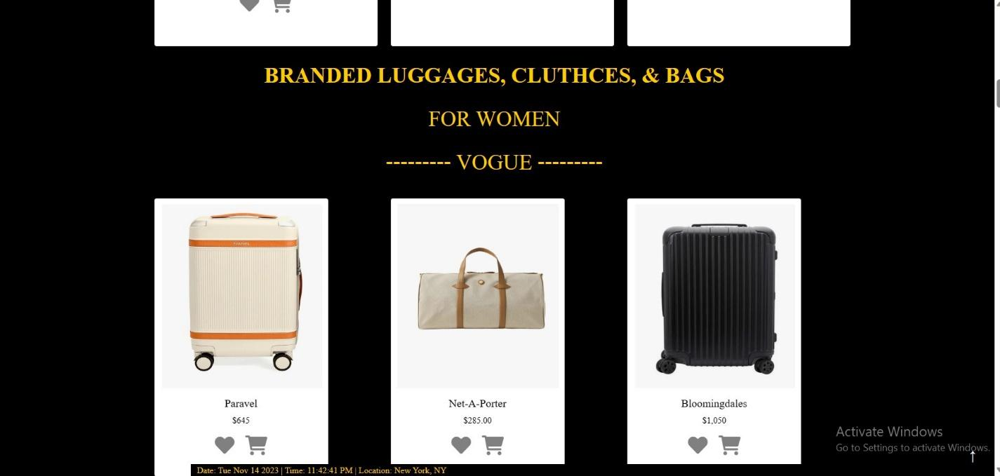 BRANDED LUGGAGES, CLUTHCES, & BAGS
FOR WOMEN
--------- VOGUE ---------
PARAVEL
Paravel
$645
Net-A-Porter
$285.00
Bloomingdales
$1,050
Activate Windows
Go to Settings to activate Windows.
↑
Date: Tue Nov 14 2023 | Time: 11:42:41 PM | Location: New York, NY